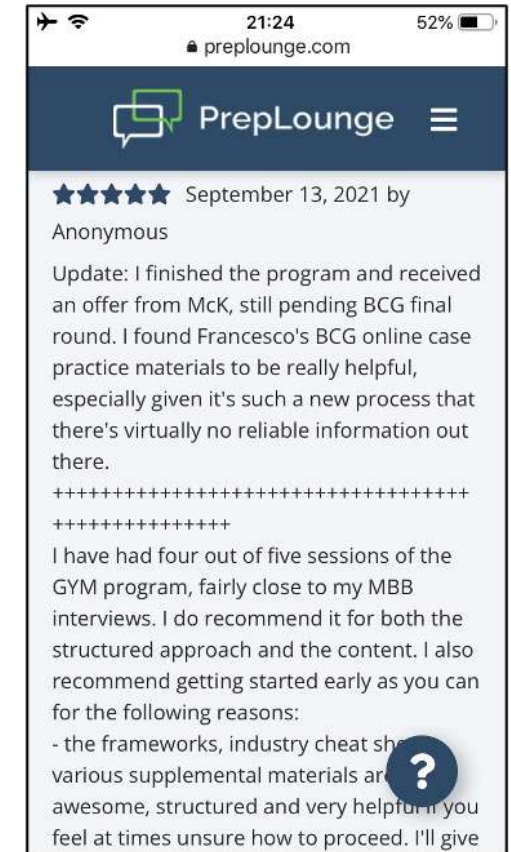 21:24
52%
preplounge.com
PrepLounge
September 13, 2021 by
Anonymous
Update: I finished the program and received
an offer from McK, still pending BCG final
round. I found Francesco's BCG online case
practice materials to be really helpful,
especially given it's such a new process that
there's virtually no reliable information out
there.
+++++++++++++++++++++++++++++++++++
+++++++++++++++
I have had four out of five sessions of the
GYM program, fairly close to my MBB
interviews. I do recommend it for both the
structured approach and the content. I also
recommend getting started early as you can
for the following reasons:
- the frameworks, industry cheat
various supplemental materials
?
awesome, structured and very helpful if you
feel at times unsure how to proceed. I'll give